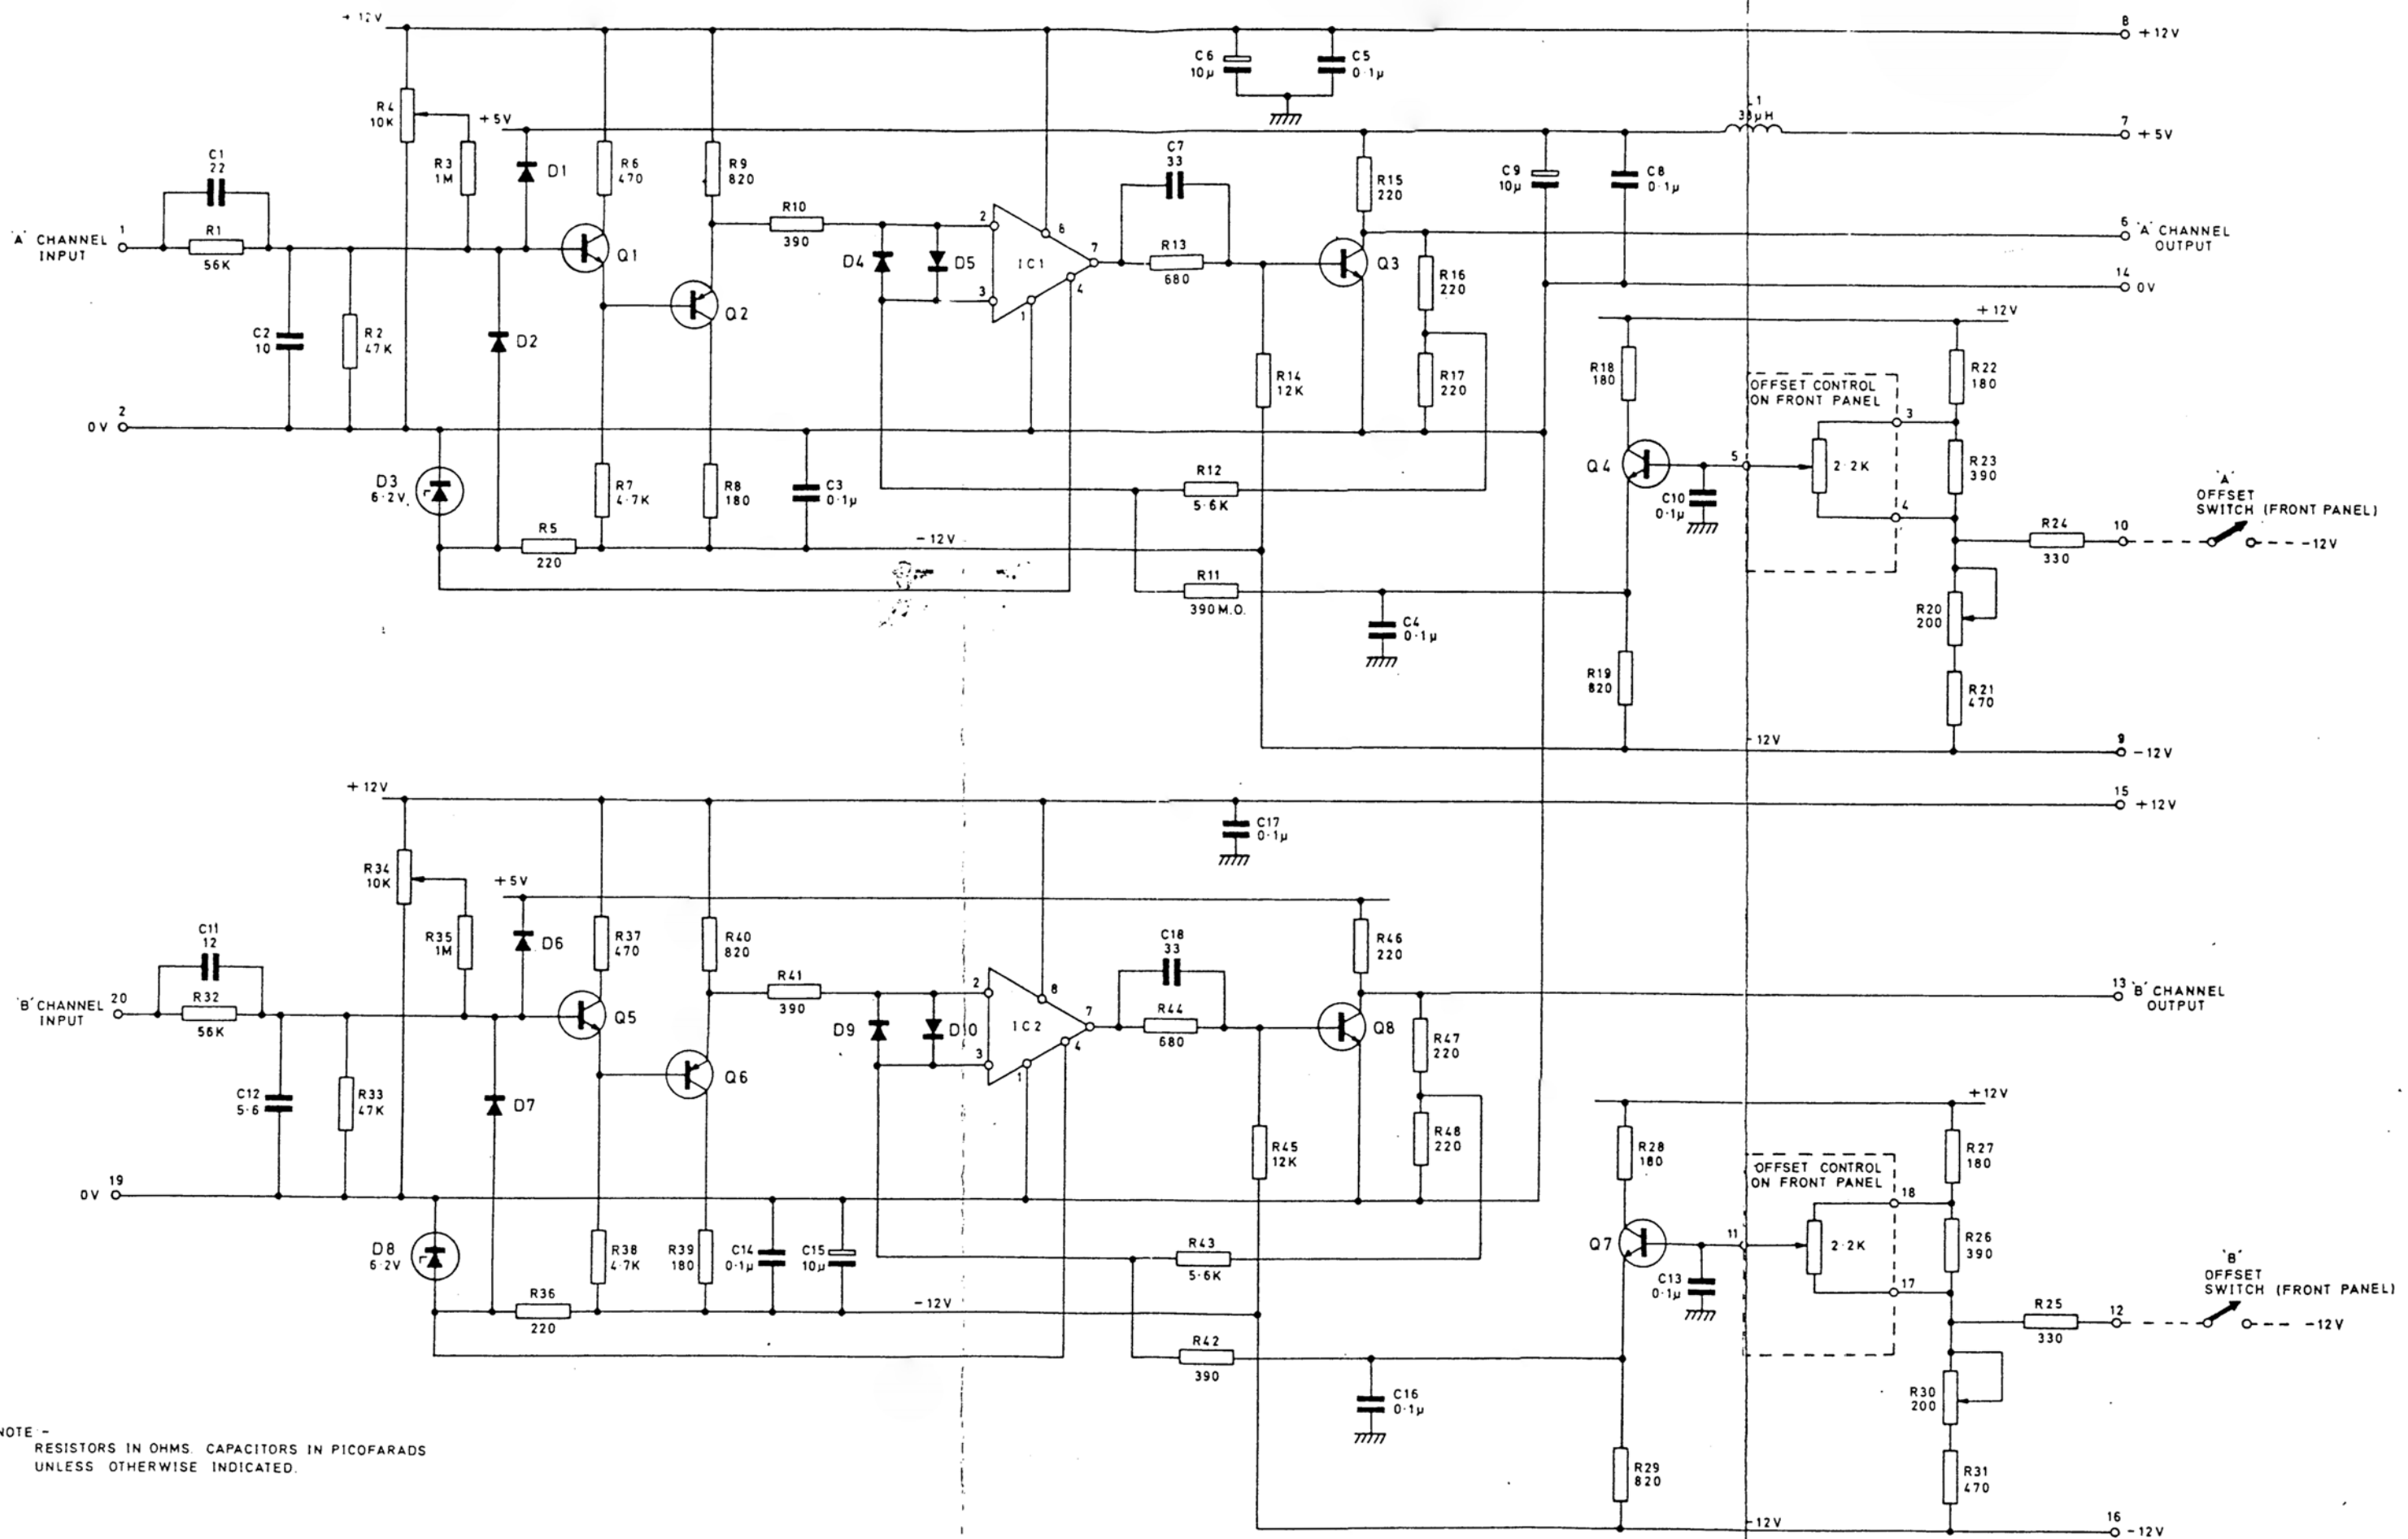 +12V
8
+12V
C6
10µ
C5
0·1µ
R4
10K
+5V
R3
1M
D1
R6
470
R9
820
C7
33
R15
220
C9
10µ
C8
0·1µ
1
µH
7
+5V
C1
22
R1
56K
'A' CHANNEL
INPUT
1
Q1
R10
390
D4
D5
2
3
6
IC1
7
4
1
R13
680
Q3
R16
220
6
'A' CHANNEL
OUTPUT
14
0V
C2
10
R2
47K
D2
Q2
R14
12K
R17
220
+12V
R18
180
R22
180
OFFSET CONTROL
ON FRONT PANEL
3
2
0V
D3
6·2V
R7
4·7K
R8
180
C3
0·1µ
R12
5·6K
Q4
5
2·2K
C10
0·1µ
R23
390
4
R5
220
-12V
R24
330
10
'A'
OFFSET
SWITCH (FRONT PANEL)
-12V
R11
390 M.O.
C4
0·1µ
R20
200
R19
820
R21
470
-12V
9
-12V
+12V
15
+12V
C17
0·1µ
R34
10K
+5V
R35
1M
D6
R37
470
R40
820
C18
33
R46
220
C11
12
R32
56K
'B' CHANNEL
INPUT
20
Q5
R41
390
D9
D10
2
3
8
IC2
7
4
1
R44
680
Q8
R47
220
13
'B' CHANNEL
OUTPUT
C12
5·6
R33
47K
D7
Q6
R45
12K
R48
220
+12V
R28
180
R27
180
OFFSET CONTROL
ON FRONT PANEL
18
19
0V
D8
6·2V
R38
4·7K
R39
180
C14
0·1µ
C15
10µ
R43
5·6K
Q7
11
2·2K
C13
0·1µ
R26
390
17
R36
220
-12V
R25
330
12
'B'
OFFSET
SWITCH (FRONT PANEL)
-12V
R42
390
C16
0·1µ
R30
200
R29
820
R31
470
-12V
16
-12V
NOTE:-
RESISTORS IN OHMS. CAPACITORS IN PICOFARADS
UNLESS OTHERWISE INDICATED.